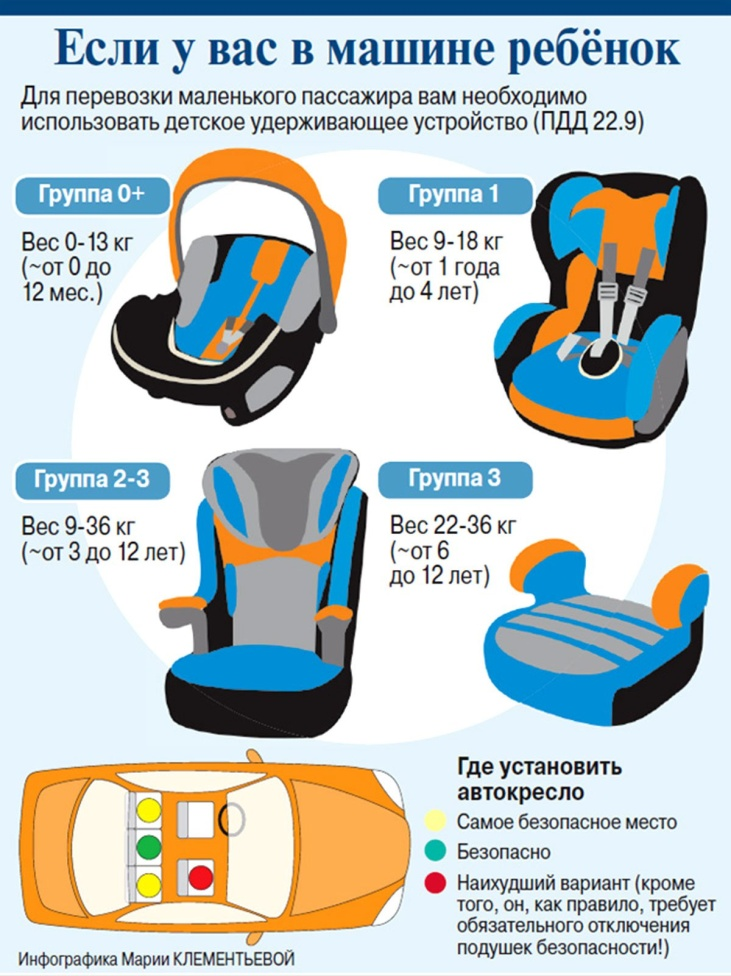 Если у вас в машине ребёнок
Для перевозки маленького пассажира вам необходимо
использовать детское удерживающее устройство (ПДД 22.9)
Группа 0+
Вес 0-13 кг
(~от 0 до
12 мес.)
Группа 1
Вес 9-18 кг
(~от 1 года
до 4 лет)
Группа 2-3
Вес 9-36 кг
(~от 3 до 12 лет)
Группа 3
Вес 22-36 кг
(~от 6
до 12 лет)
Где установить
автокресло
Самое безопасное место
Безопасно
Наихудший вариант (кроме
того, он, как правило, требует
обязательного отключения
подушек безопасности!)
Инфографика Марии КЛЕМЕНТЬЕВОЙ